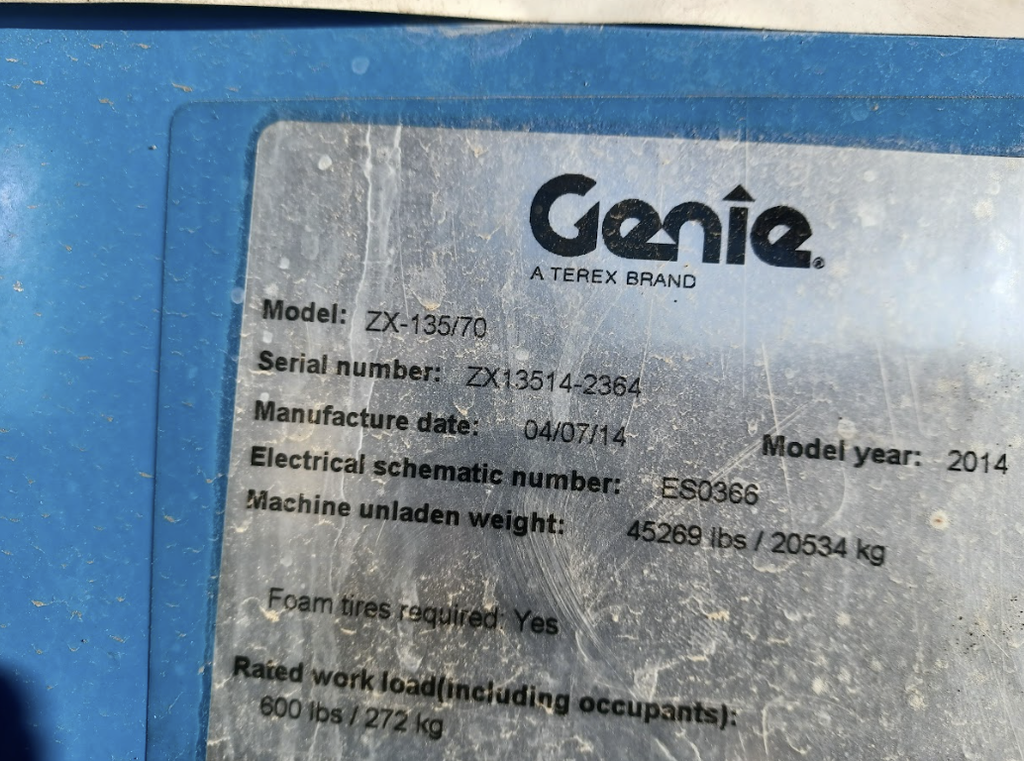 Genie®
A TEREX BRAND
Model: ZX-135/70
Serial number: ZX13514-2364
Manufacture date: 04/07/14 Model year: 2014
Electrical schematic number: ES0366
Machine unladen weight: 45269 lbs / 20534 kg
Foam tires required: Yes
Rated work load(including occupants):
600 lbs / 272 kg